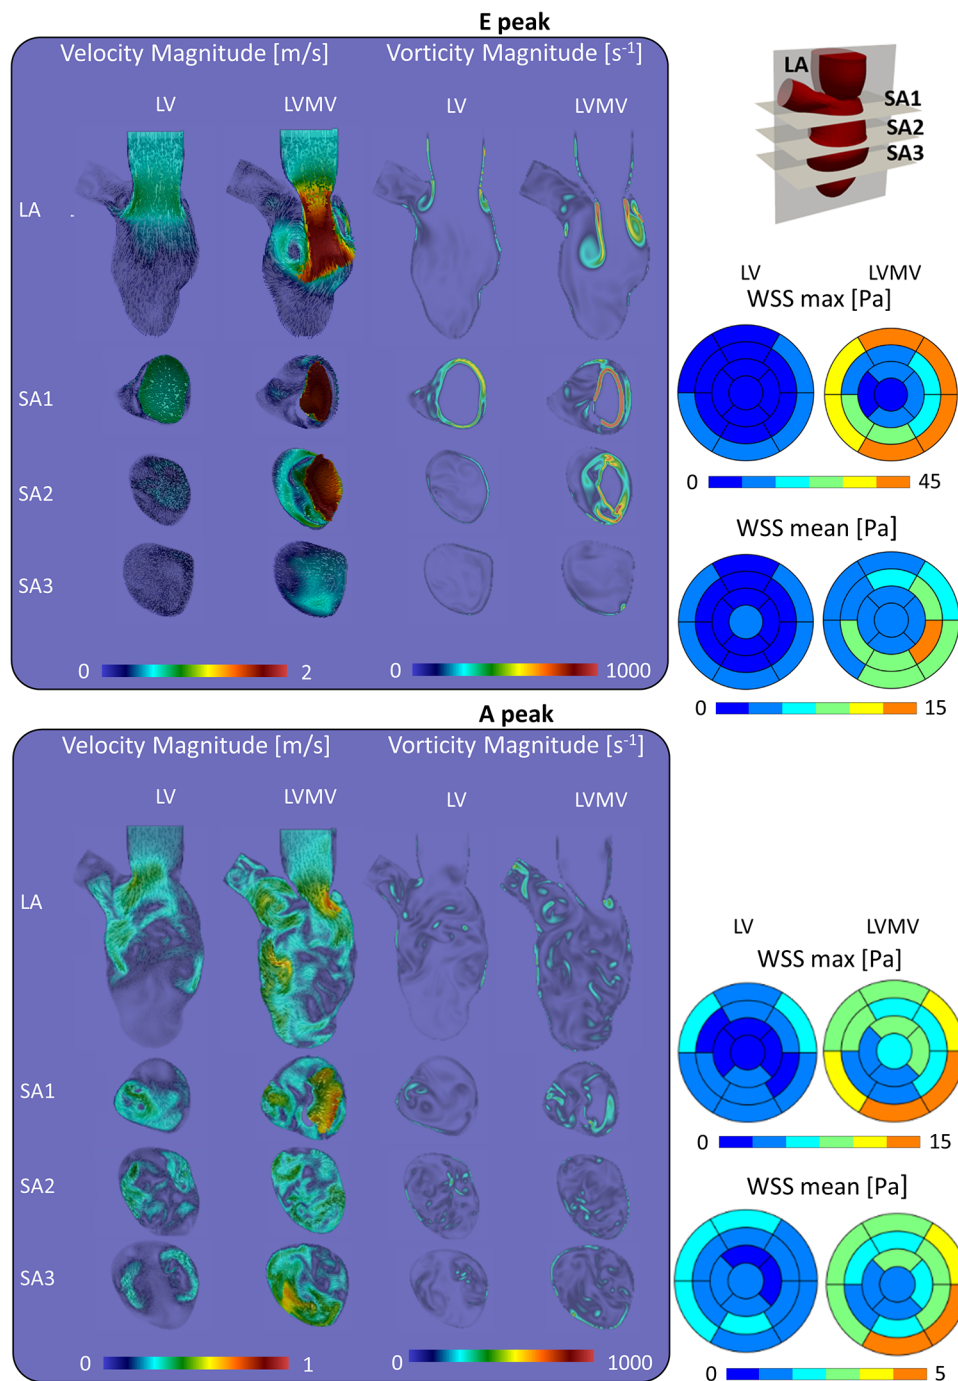 E peak
Velocity Magnitude [m/s]
Vorticity Magnitude [s-1]
LV
LVMV
LV
LVMV
LA
SA1
SA2
SA3
0
2
0
1000
LA
SA1
SA2
SA3
LV
LVMV
WSS max [Pa]
0
45
WSS mean [Pa]
0
15
A peak
Velocity Magnitude [m/s]
Vorticity Magnitude [s-1]
LV
LVMV
LV
LVMV
LA
SA1
SA2
SA3
0
1
0
1000
LV
LVMV
WSS max [Pa]
0
15
WSS mean [Pa]
0
5